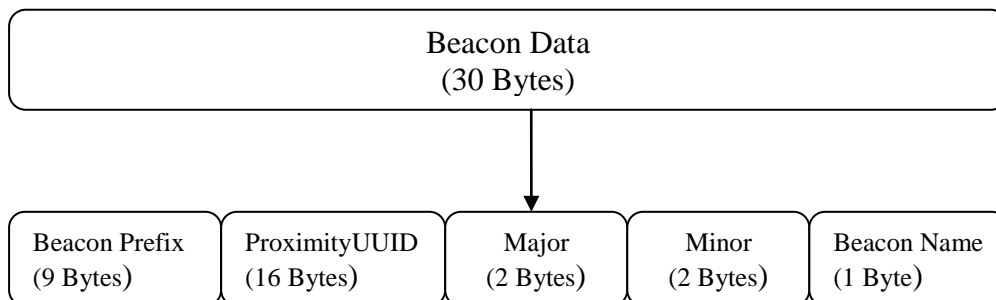 Beacon Data
(30 Bytes)
Beacon Prefix
(9 Bytes)
ProximityUUID
(16 Bytes)
Major
(2 Bytes)
Minor
(2 Bytes)
Beacon Name
(1 Byte)